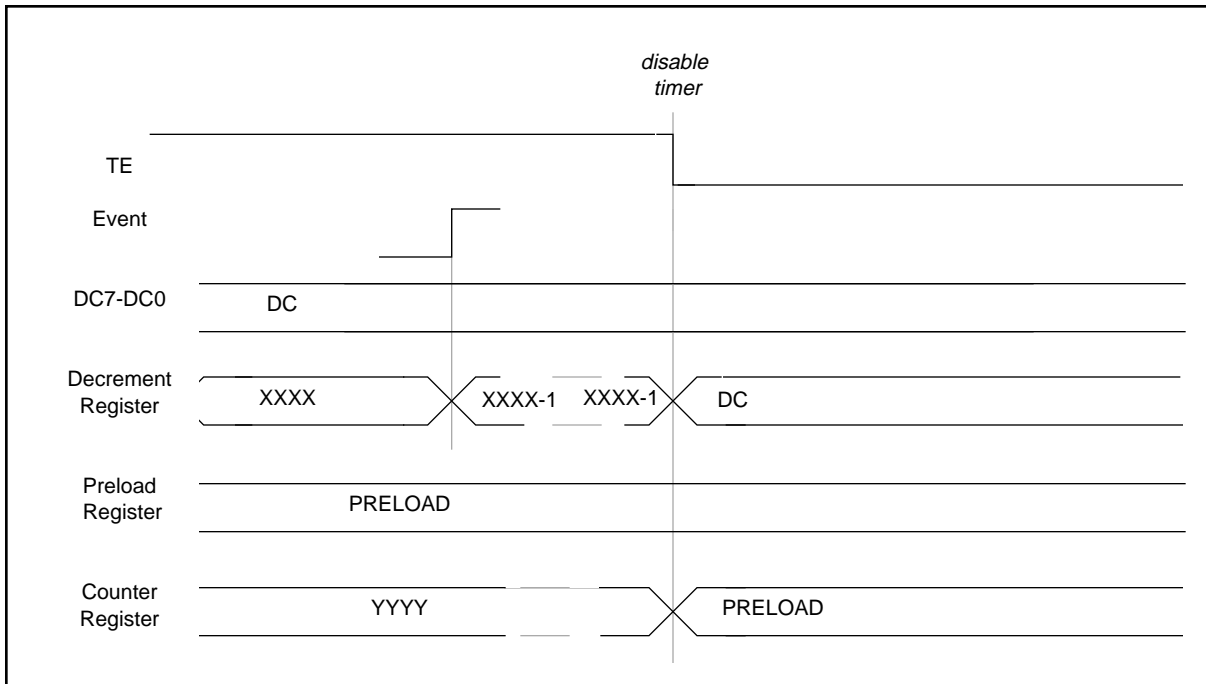 disable
timer
TE
Event
DC7-DC0
DC
Decrement
Register
XXXX
XXXX-1
XXXX-1
DC
Preload
Register
PRELOAD
Counter
Register
YYYY
PRELOAD